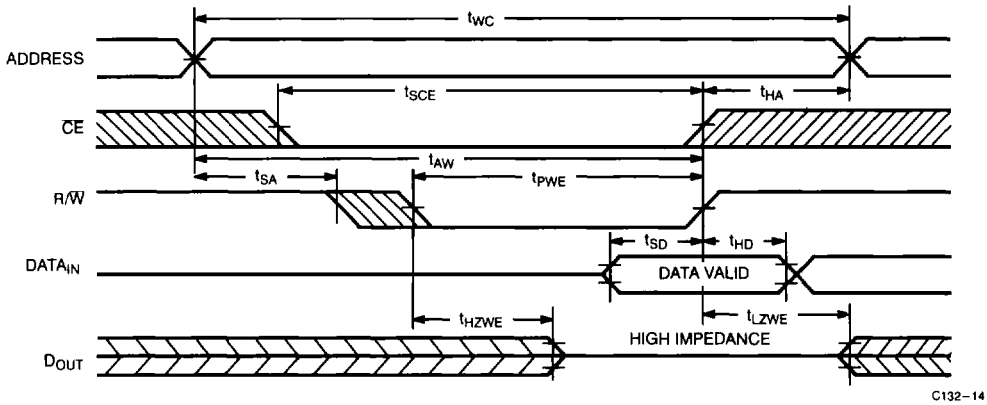 tWC
ADDRESS
tSCE
tHA
C̅E̅
tAW
tSA
tPWE
R/W̅
tSD
tHD
DATAIN
DATA VALID
tHZWE
HIGH IMPEDANCE
tLZWE
DOUT
C132-14